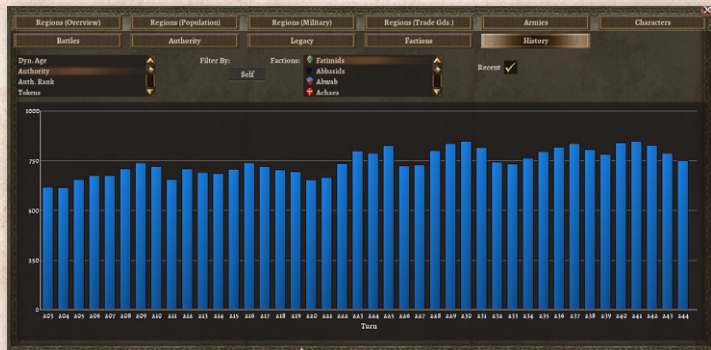 Regions (Overview) Regions (Population) Regions (Military) Regions (Trade Gds.) Armies Characters
Battles Authority Legacy Factions History
Dyn. Age
Authority
Auth. Rank
Tokens
Filter By:
Self
Factions:
Fatimids
Abbasids
Abwab
Achaea
Recent
1000
750
500
250
0
203 204 205 206 207 208 209 210 211 212 213 214 215 216 217 218 219 220 221 222 223 224 225 226 227 228 229 230 231 232 233 234 235 236 237 238 239 240 241 242 243 244
Turn